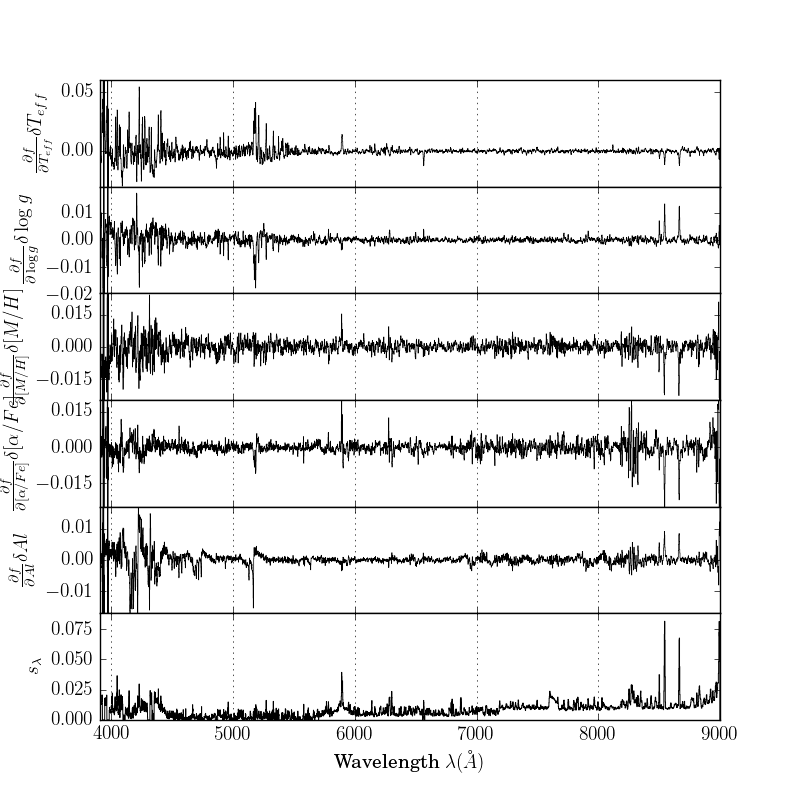 0.05
0.00
∂f/∂T_eff δT_eff
0.01
0.00
−0.01
−0.02
∂f/∂ log g δ log g
0.015
0.000
−0.015
∂f/∂[M/H] δ[M/H]
0.015
0.000
−0.015
∂f/∂[α/Fe] δ[α/Fe]
0.01
0.00
−0.01
∂f/∂Al δAl
0.075
0.050
0.025
0.000
s_λ
4000 5000 6000 7000 8000 9000
Wavelength λ(Å)